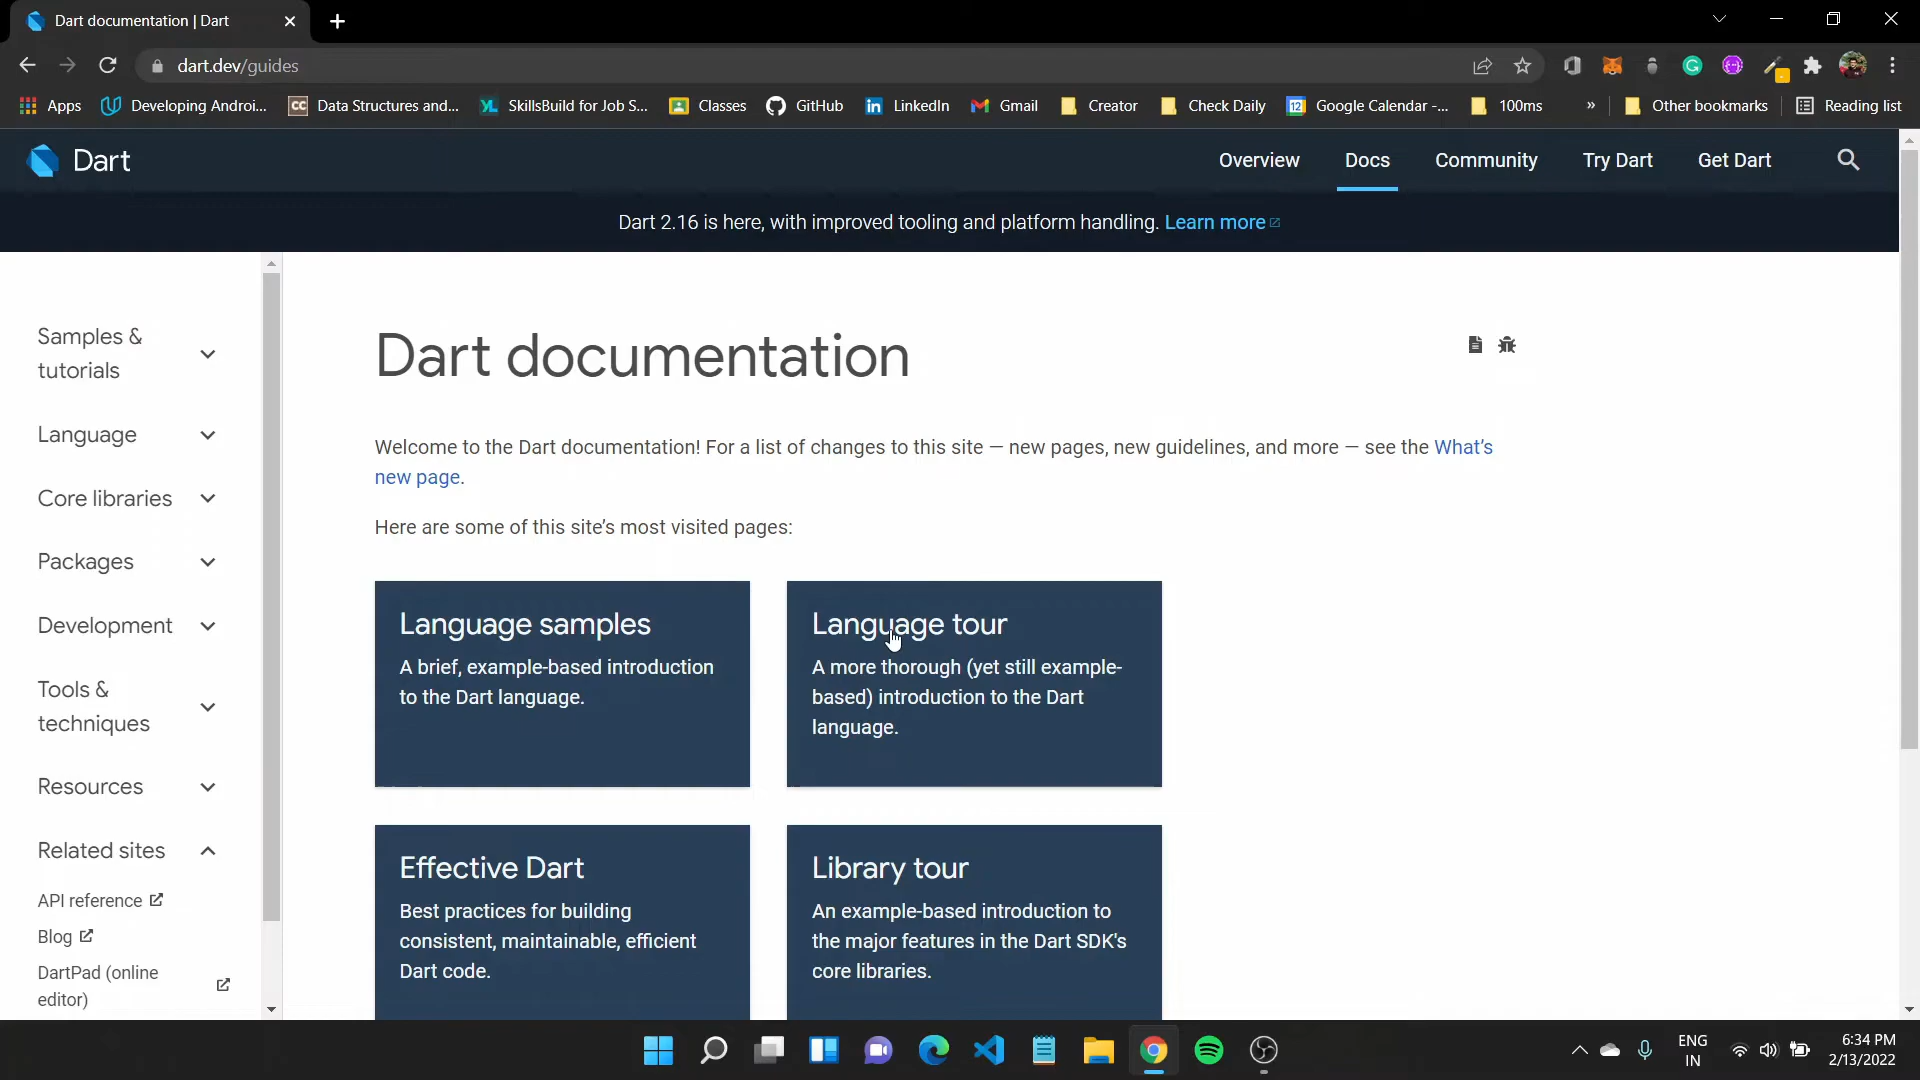 Dart documentation | Dart
dart.dev/guides
Apps
Developing Androi...
CC
Data Structures and...
YL
SkillsBuild for Job S...
Classes
GitHub
in
LinkedIn
Gmail
Creator
Check Daily
12
Google Calendar -...
100ms
»
Other bookmarks
Reading list
Dart
Overview
Docs
Community
Try Dart
Get Dart
Dart 2.16 is here, with improved tooling and platform handling. Learn more
Samples &
tutorials
Language
Core libraries
Packages
Development
Tools &
techniques
Resources
Related sites
API reference
Blog
DartPad (online
editor)
Dart documentation
Welcome to the Dart documentation! For a list of changes to this site — new pages, new guidelines, and more — see the What's
new page.
Here are some of this site's most visited pages:
Language samples
A brief, example-based introduction
to the Dart language.
Language tour
A more thorough (yet still example-
based) introduction to the Dart
language.
Effective Dart
Best practices for building
consistent, maintainable, efficient
Dart code.
Library tour
An example-based introduction to
the major features in the Dart SDK's
core libraries.
ENG
IN
6:34 PM
2/13/2022